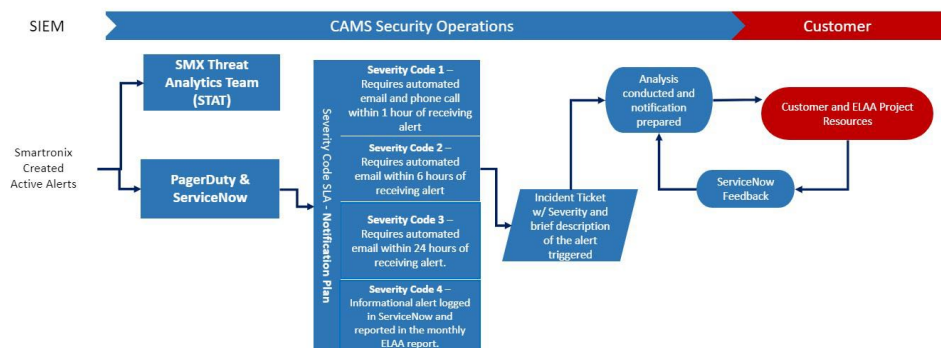 SIEM
CAMS Security Operations
Customer
SMX Threat
Analytics Team
(STAT)
Smartronix
Created
Active Alerts
PagerDuty &
ServiceNow
Severity Code SLA - Notification Plan
Severity Code 1 –
Requires automated
email and phone call
within 1 hour of receiving
alert
Severity Code 2 –
Requires automated
email within 6 hours of
receiving alert
Severity Code 3 –
Requires automated
email within 24 hours of
receiving alert.
Severity Code 4 –
Informational alert logged
in ServiceNow and
reported in the monthly
ELAA report.
Incident Ticket
w/ Severity and
brief description
of the alert
triggered
Analysis
conducted and
notification
prepared
Customer and ELAA Project
Resources
ServiceNow
Feedback